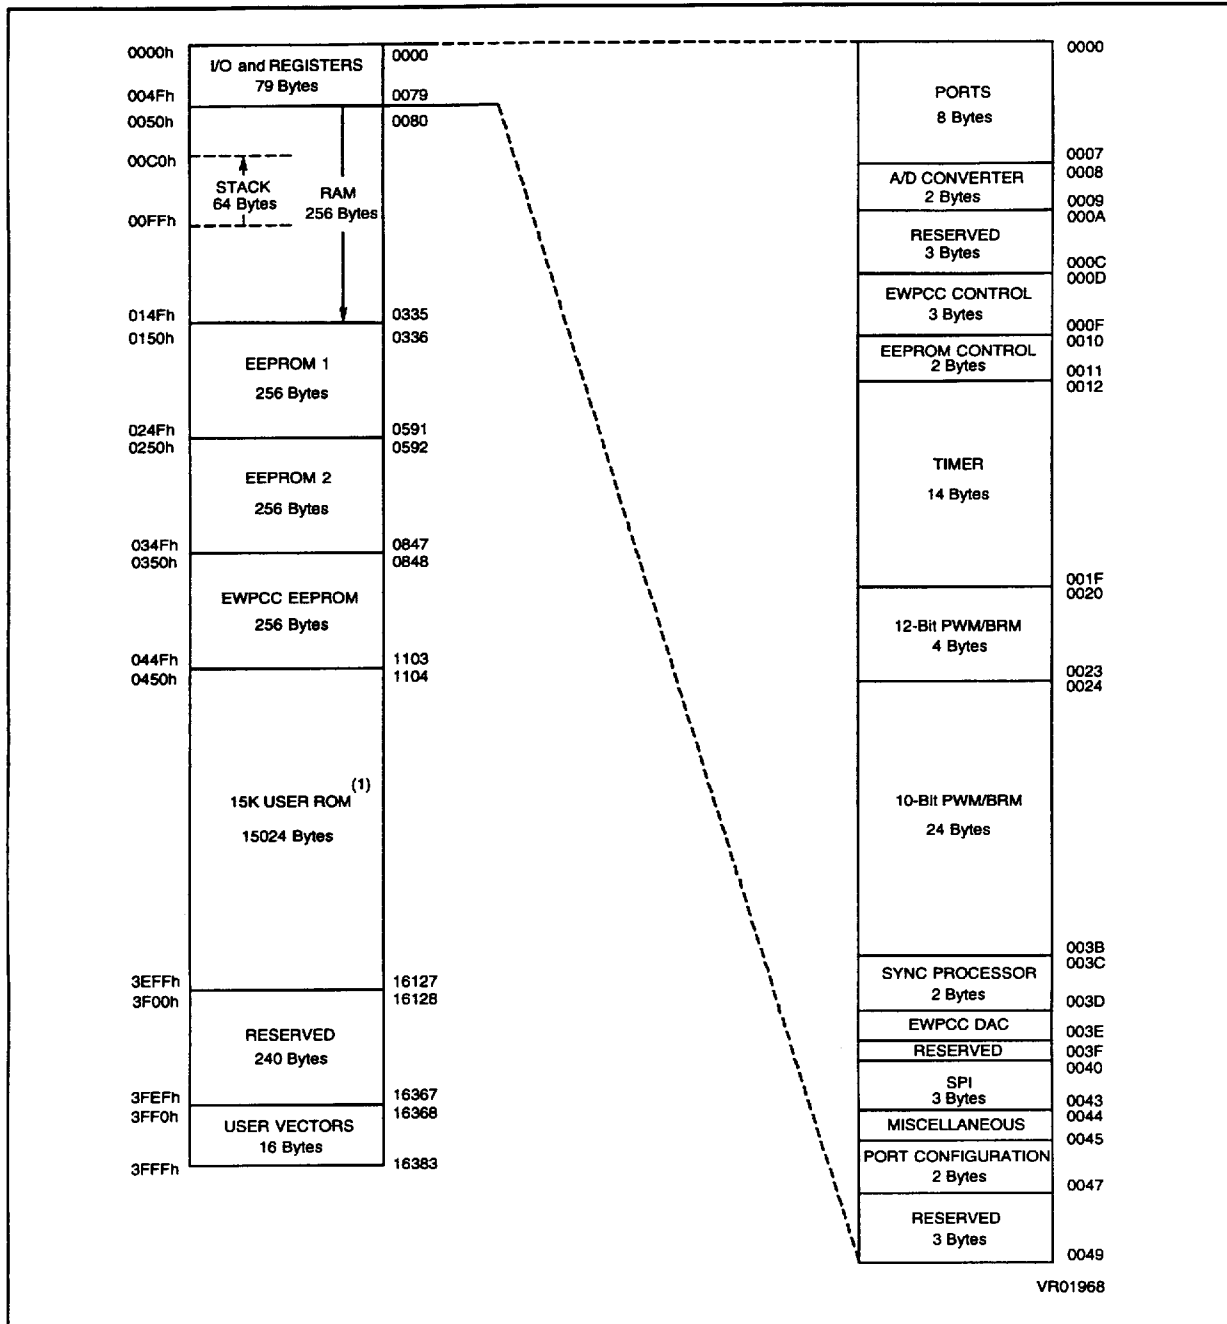 0000h
I/O and REGISTERS
79 Bytes
0000
004Fh
0079
0050h
0080
00C0h
STACK
64 Bytes
RAM
256 Bytes
00FFh
014Fh
0335
0150h
0336
EEPROM 1
256 Bytes
024Fh
0591
0250h
0592
EEPROM 2
256 Bytes
034Fh
0847
0350h
0848
EWPCC EEPROM
256 Bytes
044Fh
1103
0450h
1104
15K USER ROM (1)
15024 Bytes
3EFFh
16127
3F00h
16128
RESERVED
240 Bytes
3FEFh
16367
3FF0h
16368
USER VECTORS
16 Bytes
3FFFh
16383
0000
PORTS
8 Bytes
0007
0008
A/D CONVERTER
2 Bytes
0009
000A
RESERVED
3 Bytes
000C
000D
EWPCC CONTROL
3 Bytes
000F
0010
EEPROM CONTROL
2 Bytes
0011
0012
TIMER
14 Bytes
001F
0020
12-Bit PWM/BRM
4 Bytes
0023
0024
10-Bit PWM/BRM
24 Bytes
003B
003C
SYNC PROCESSOR
2 Bytes
003D
EWPCC DAC
003E
RESERVED
003F
0040
SPI
3 Bytes
0043
0044
MISCELLANEOUS
0045
PORT CONFIGURATION
2 Bytes
0047
RESERVED
3 Bytes
0049
VR01968